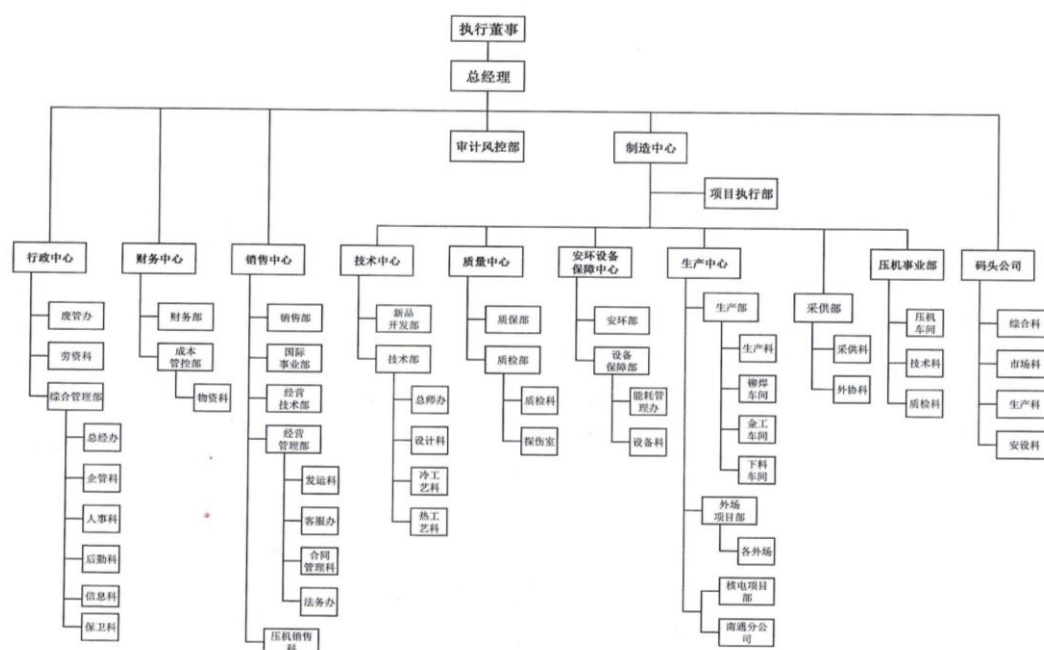 执行董事
总经理
审计风控部
制造中心
项目执行部
行政中心
财务中心
销售中心
技术中心
质量中心
安环设备
保障中心
生产中心
压机事业部
码头公司
废管办
劳资科
综合管理部
总经办
企管科
人事科
后勤科
信息科
保卫科
财务部
成本
管控部
物资科
销售部
国际
事业部
经营
技术部
经营
管理部
发运科
客服办
合同
管理科
法务办
压机销售
科
新品
开发部
技术部
总师办
设计科
冷工
艺科
热工
艺科
质保部
质检部
质检科
探伤室
安环部
设备
保障部
能耗管
理办
设备科
生产部
生产科
铆焊
车间
金工
车间
下料
车间
外场
项目部
各外场
核电项目
部
南通分公
司
采供部
采供科
外协科
压机
车间
技术科
质检科
综合科
市场科
生产科
安设科